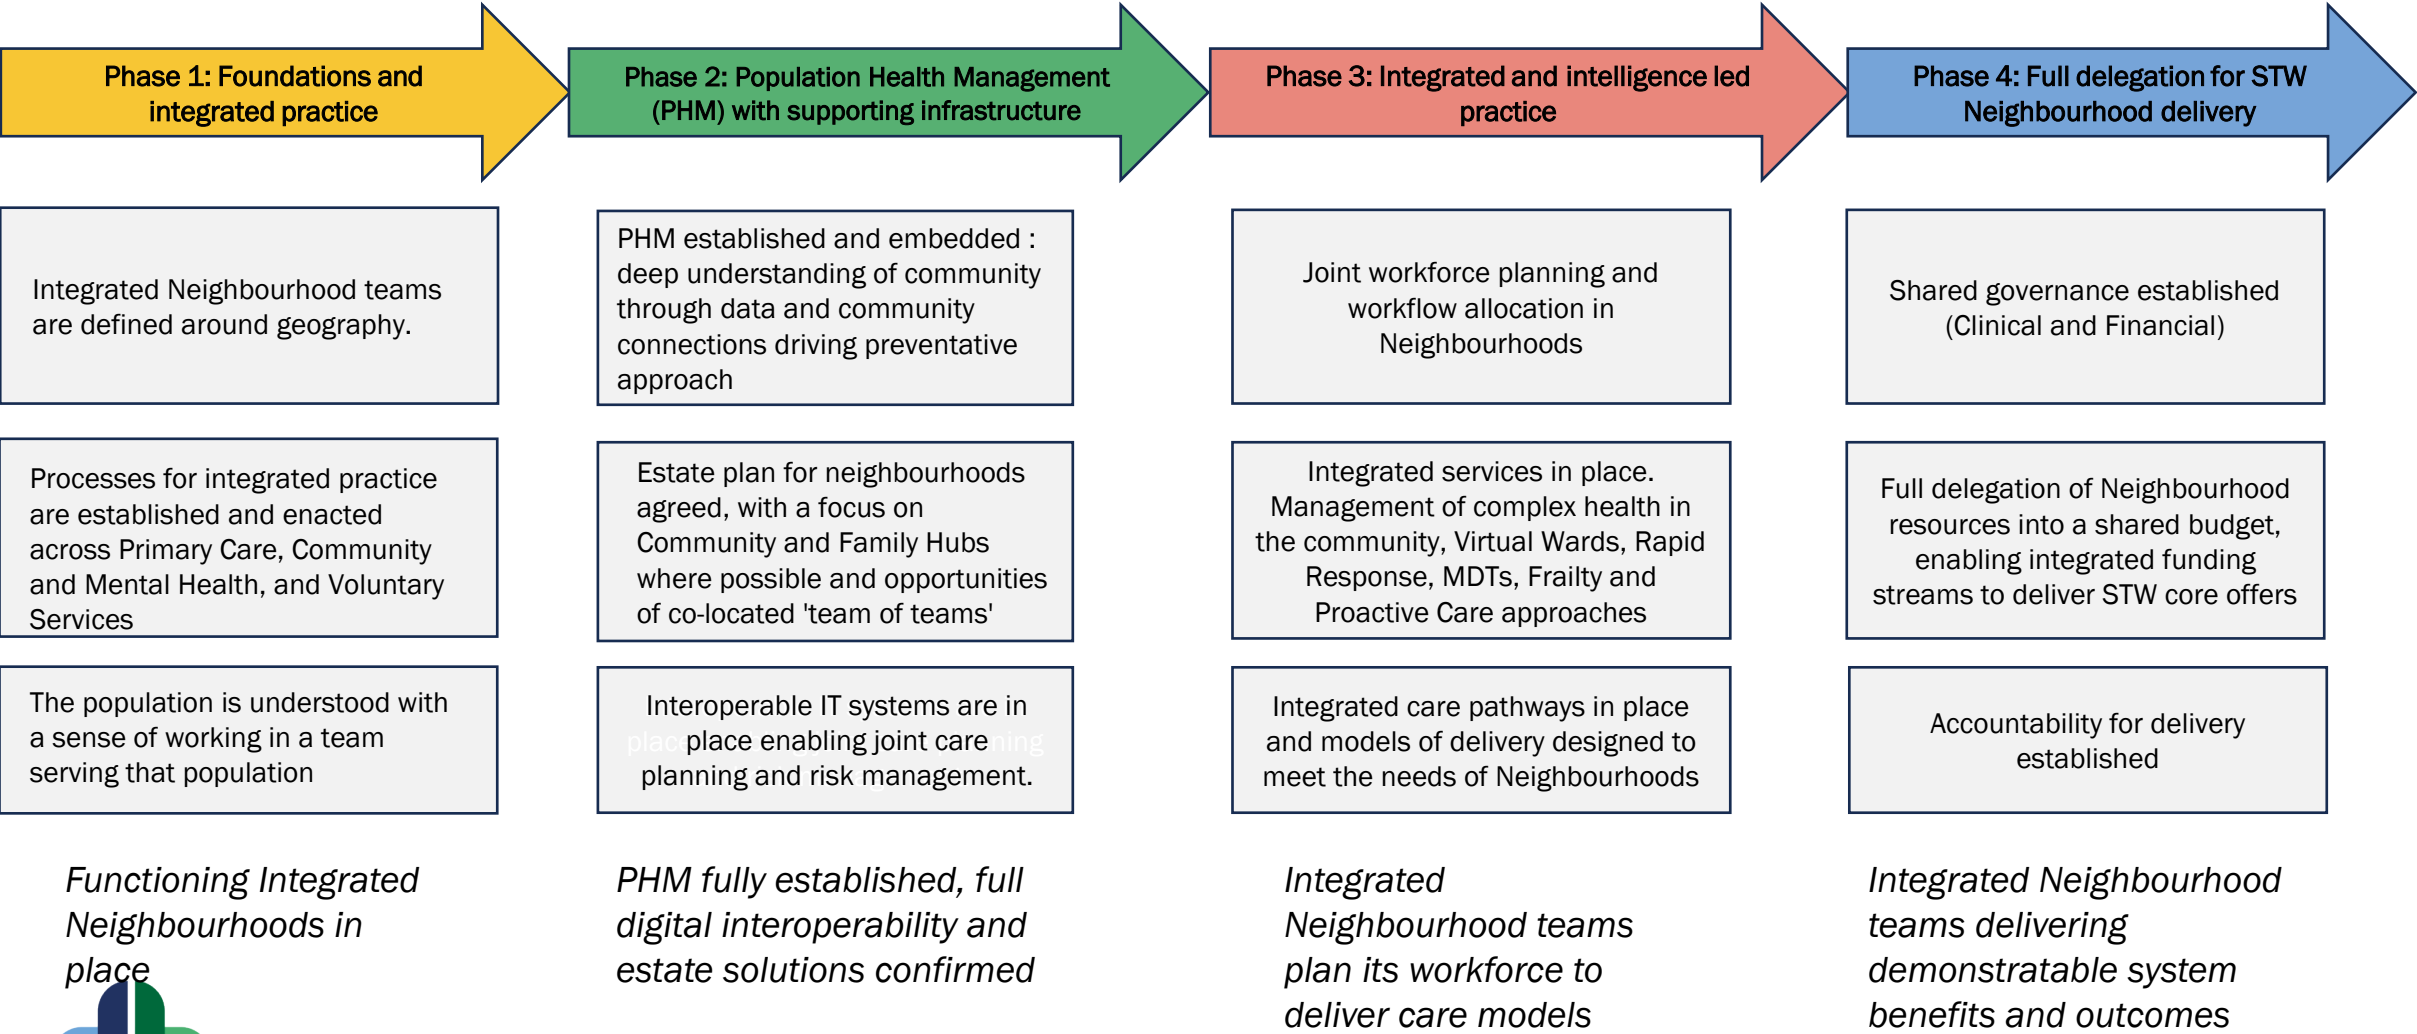 Phase 1: Foundations and
integrated practice
Phase 2: Population Health Management
(PHM) with supporting infrastructure
Phase 3: Integrated and intelligence led
practice
Phase 4: Full delegation for STW
Neighbourhood delivery
Integrated Neighbourhood teams
are defined around geography.
PHM established and embedded :
deep understanding of community
through data and community
connections driving preventative
approach
Joint workforce planning and
workflow allocation in
Neighbourhoods
Shared governance established
(Clinical and Financial)
Processes for integrated practice
are established and enacted
across Primary Care, Community
and Mental Health, and Voluntary
Services
Estate plan for neighbourhoods
agreed, with a focus on
Community and Family Hubs
where possible and opportunities
of co-located 'team of teams'
Integrated services in place.
Management of complex health in
the community, Virtual Wards, Rapid
Response, MDTs, Frailty and
Proactive Care approaches
Full delegation of Neighbourhood
resources into a shared budget,
enabling integrated funding
streams to deliver STW core offers
The population is understood with
a sense of working in a team
serving that population
Interoperable IT systems are in
place enabling joint care
planning and risk management.
Integrated care pathways in place
and models of delivery designed to
meet the needs of Neighbourhoods
Accountability for delivery
established
Functioning Integrated
Neighbourhoods in
place
PHM fully established, full
digital interoperability and
estate solutions confirmed
Integrated
Neighbourhood teams
plan its workforce to
deliver care models
Integrated Neighbourhood
teams delivering
demonstratable system
benefits and outcomes